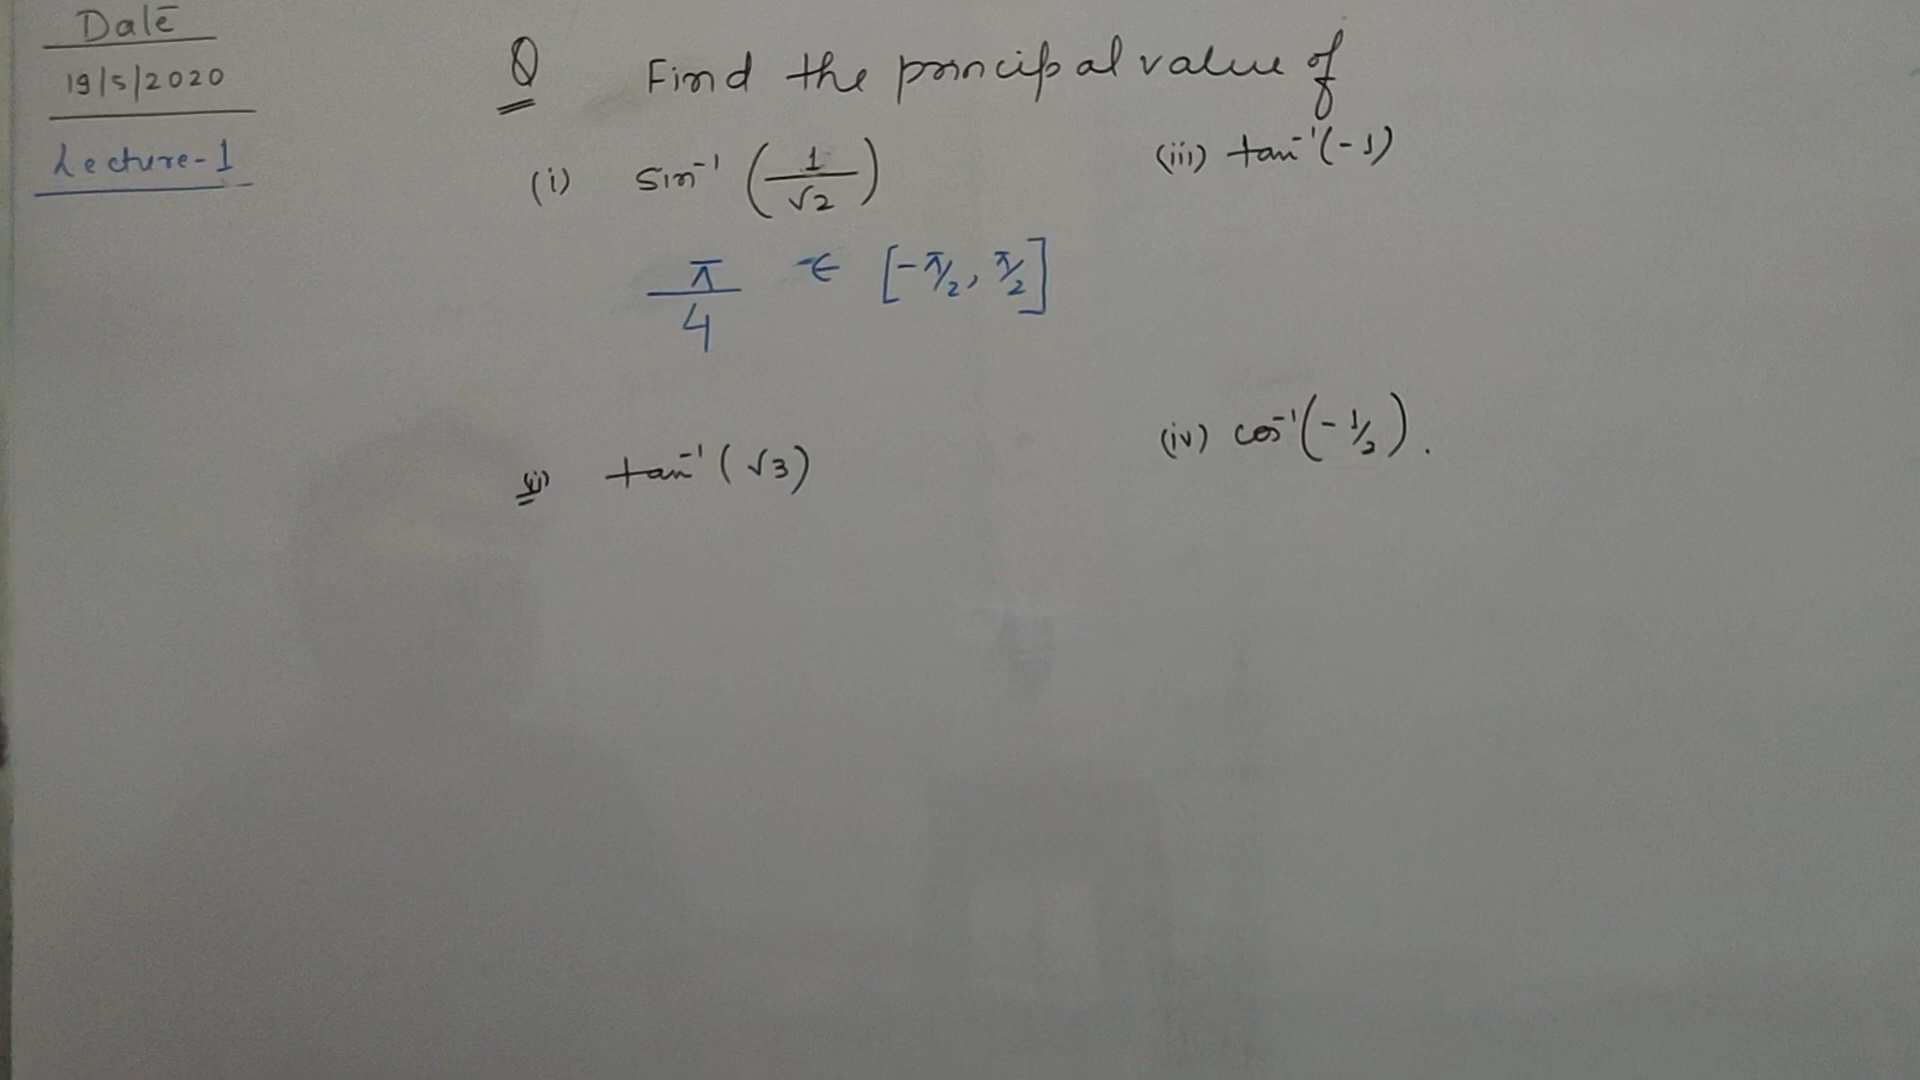 Date
19/5/2020
Lecture-1
Q Find the principal value of
(i) sin⁻¹ (1/√2)
π/4 ∈ [-π/2, π/2]
(ii) tan⁻¹ (√3)
(iii) tan⁻¹(-1)
(iv) cos⁻¹(-1/2).